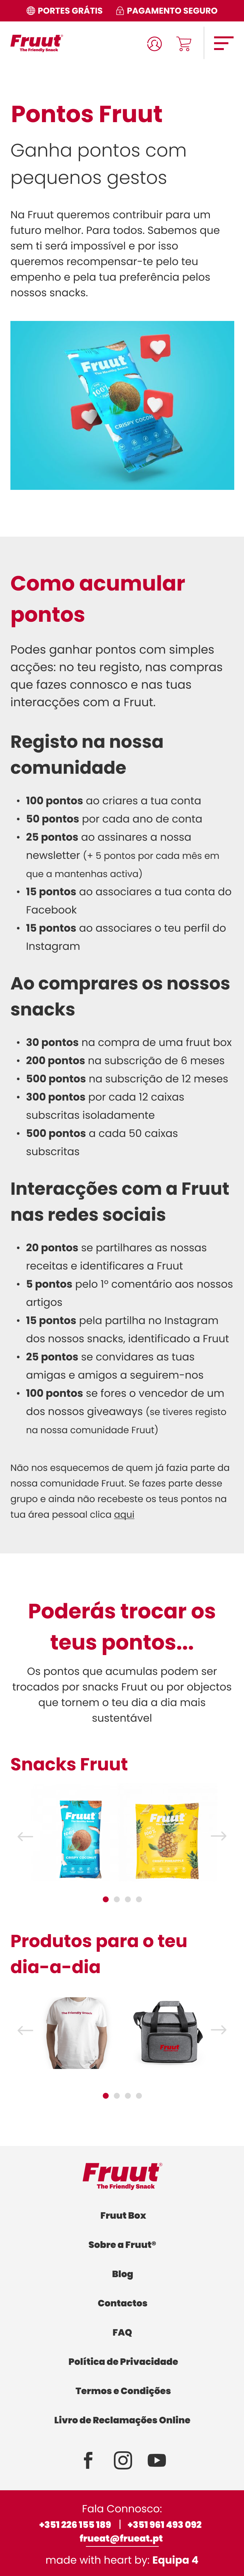 PORTES GRÁTIS PAGAMENTO SEGURO
Fruut®
The Friendly Snack
Pontos Fruut
Ganha pontos com
pequenos gestos
Na Fruut queremos contribuir para um
futuro melhor. Para todos. Sabemos que
sem ti será impossível e por isso
queremos recompensar-te pelo teu
empenho e pela tua preferência pelos
nossos snacks.
Fruut
100%
CRISPY COCONUT
Como acumular
pontos
Podes ganhar pontos com simples
acções: no teu registo, nas compras
que fazes connosco e nas tuas
interacções com a Fruut.
Registo na nossa
comunidade
• 100 pontos ao criares a tua conta
• 50 pontos por cada ano de conta
• 25 pontos ao assinares a nossa
newsletter (+ 5 pontos por cada mês em
que a mantenhas activa)
• 15 pontos ao associares a tua conta do
Facebook
• 15 pontos ao associares o teu perfil do
Instagram
Ao comprares os nossos
snacks
• 30 pontos na compra de uma fruut box
• 200 pontos na subscrição de 6 meses
• 500 pontos na subscrição de 12 meses
• 300 pontos por cada 12 caixas
subscritas isoladamente
• 500 pontos a cada 50 caixas
subscritas
Interacções com a Fruut
nas redes sociais
• 20 pontos se partilhares as nossas
receitas e identificares a Fruut
• 5 pontos pelo 1º comentário aos nossos
artigos
• 15 pontos pela partilha no Instagram
dos nossos snacks, identificado a Fruut
• 25 pontos se convidares as tuas
amigas e amigos a seguirem-nos
• 100 pontos se fores o vencedor de um
dos nossos giveaways (se tiveres registo
na nossa comunidade Fruut)
Não nos esquecemos de quem já fazia parte da
nossa comunidade Fruut. Se fazes parte desse
grupo e ainda não recebeste os teus pontos na
tua área pessoal clica aqui
Poderás trocar os
teus pontos...
Os pontos que acumulas podem ser
trocados por snacks Fruut ou por objectos
que tornem o teu dia a dia mais
sustentável
Snacks Fruut
Fruut Fruut
Produtos para o teu
dia-a-dia
Fruut
Fruut®
The Friendly Snack
Fruut Box
Sobre a Fruut®
Blog
Contactos
FAQ
Política de Privacidade
Termos e Condições
Livro de Reclamações Online
Fala Connosco:
+351 226 155 189 | +351 961 493 092
frueat@frueat.pt
made with heart by: Equipa 4